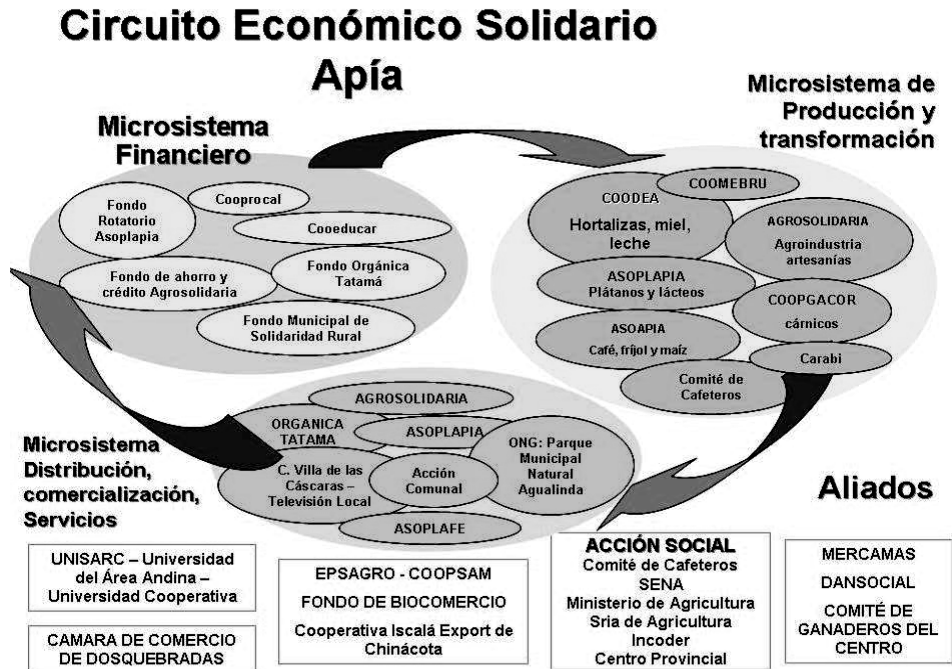 Circuito Económico Solidario
Apía
Microsistema
Financiero
Fondo
Rotatorio
Asoplapia
Cooprocal
Cooeducar
Fondo de ahorro y
crédito Agrosolidaria
Fondo Orgánica
Tatamá
Fondo Municipal de
Solidaridad Rural
Microsistema de
Producción y
transformación
COODEA
Hortalizas, miel,
leche
COOMEBRU
AGROSOLIDARIA
Agroindustria
artesanías
ASOPLAPIA
Plátanos y lácteos
COOPGACOR
cárnicos
ASOAPIA
Café, fríjol y maíz
Carabi
Comité de
Cafeteros
Microsistema
Distribución,
comercialización,
Servicios
AGROSOLIDARIA
ORGANICA
TATAMA
ASOPLAPIA
ONG: Parque
Municipal
Natural
Agualinda
C. Villa de las
Cáscaras –
Televisión Local
Acción
Comunal
ASOPLAFE
Aliados
UNISARC – Universidad
del Área Andina –
Universidad Cooperativa
CAMARA DE COMERCIO
DE DOSQUEBRADAS
EPSAGRO - COOPSAM
FONDO DE BIOCOMERCIO
Cooperativa Iscalá Export de
Chinácota
ACCIÓN SOCIAL
Comité de Cafeteros
SENA
Ministerio de Agricultura
Sria de Agricultura
Incoder
Centro Provincial
MERCAMAS
DANSOCIAL
COMITÉ DE
GANADEROS DEL
CENTRO